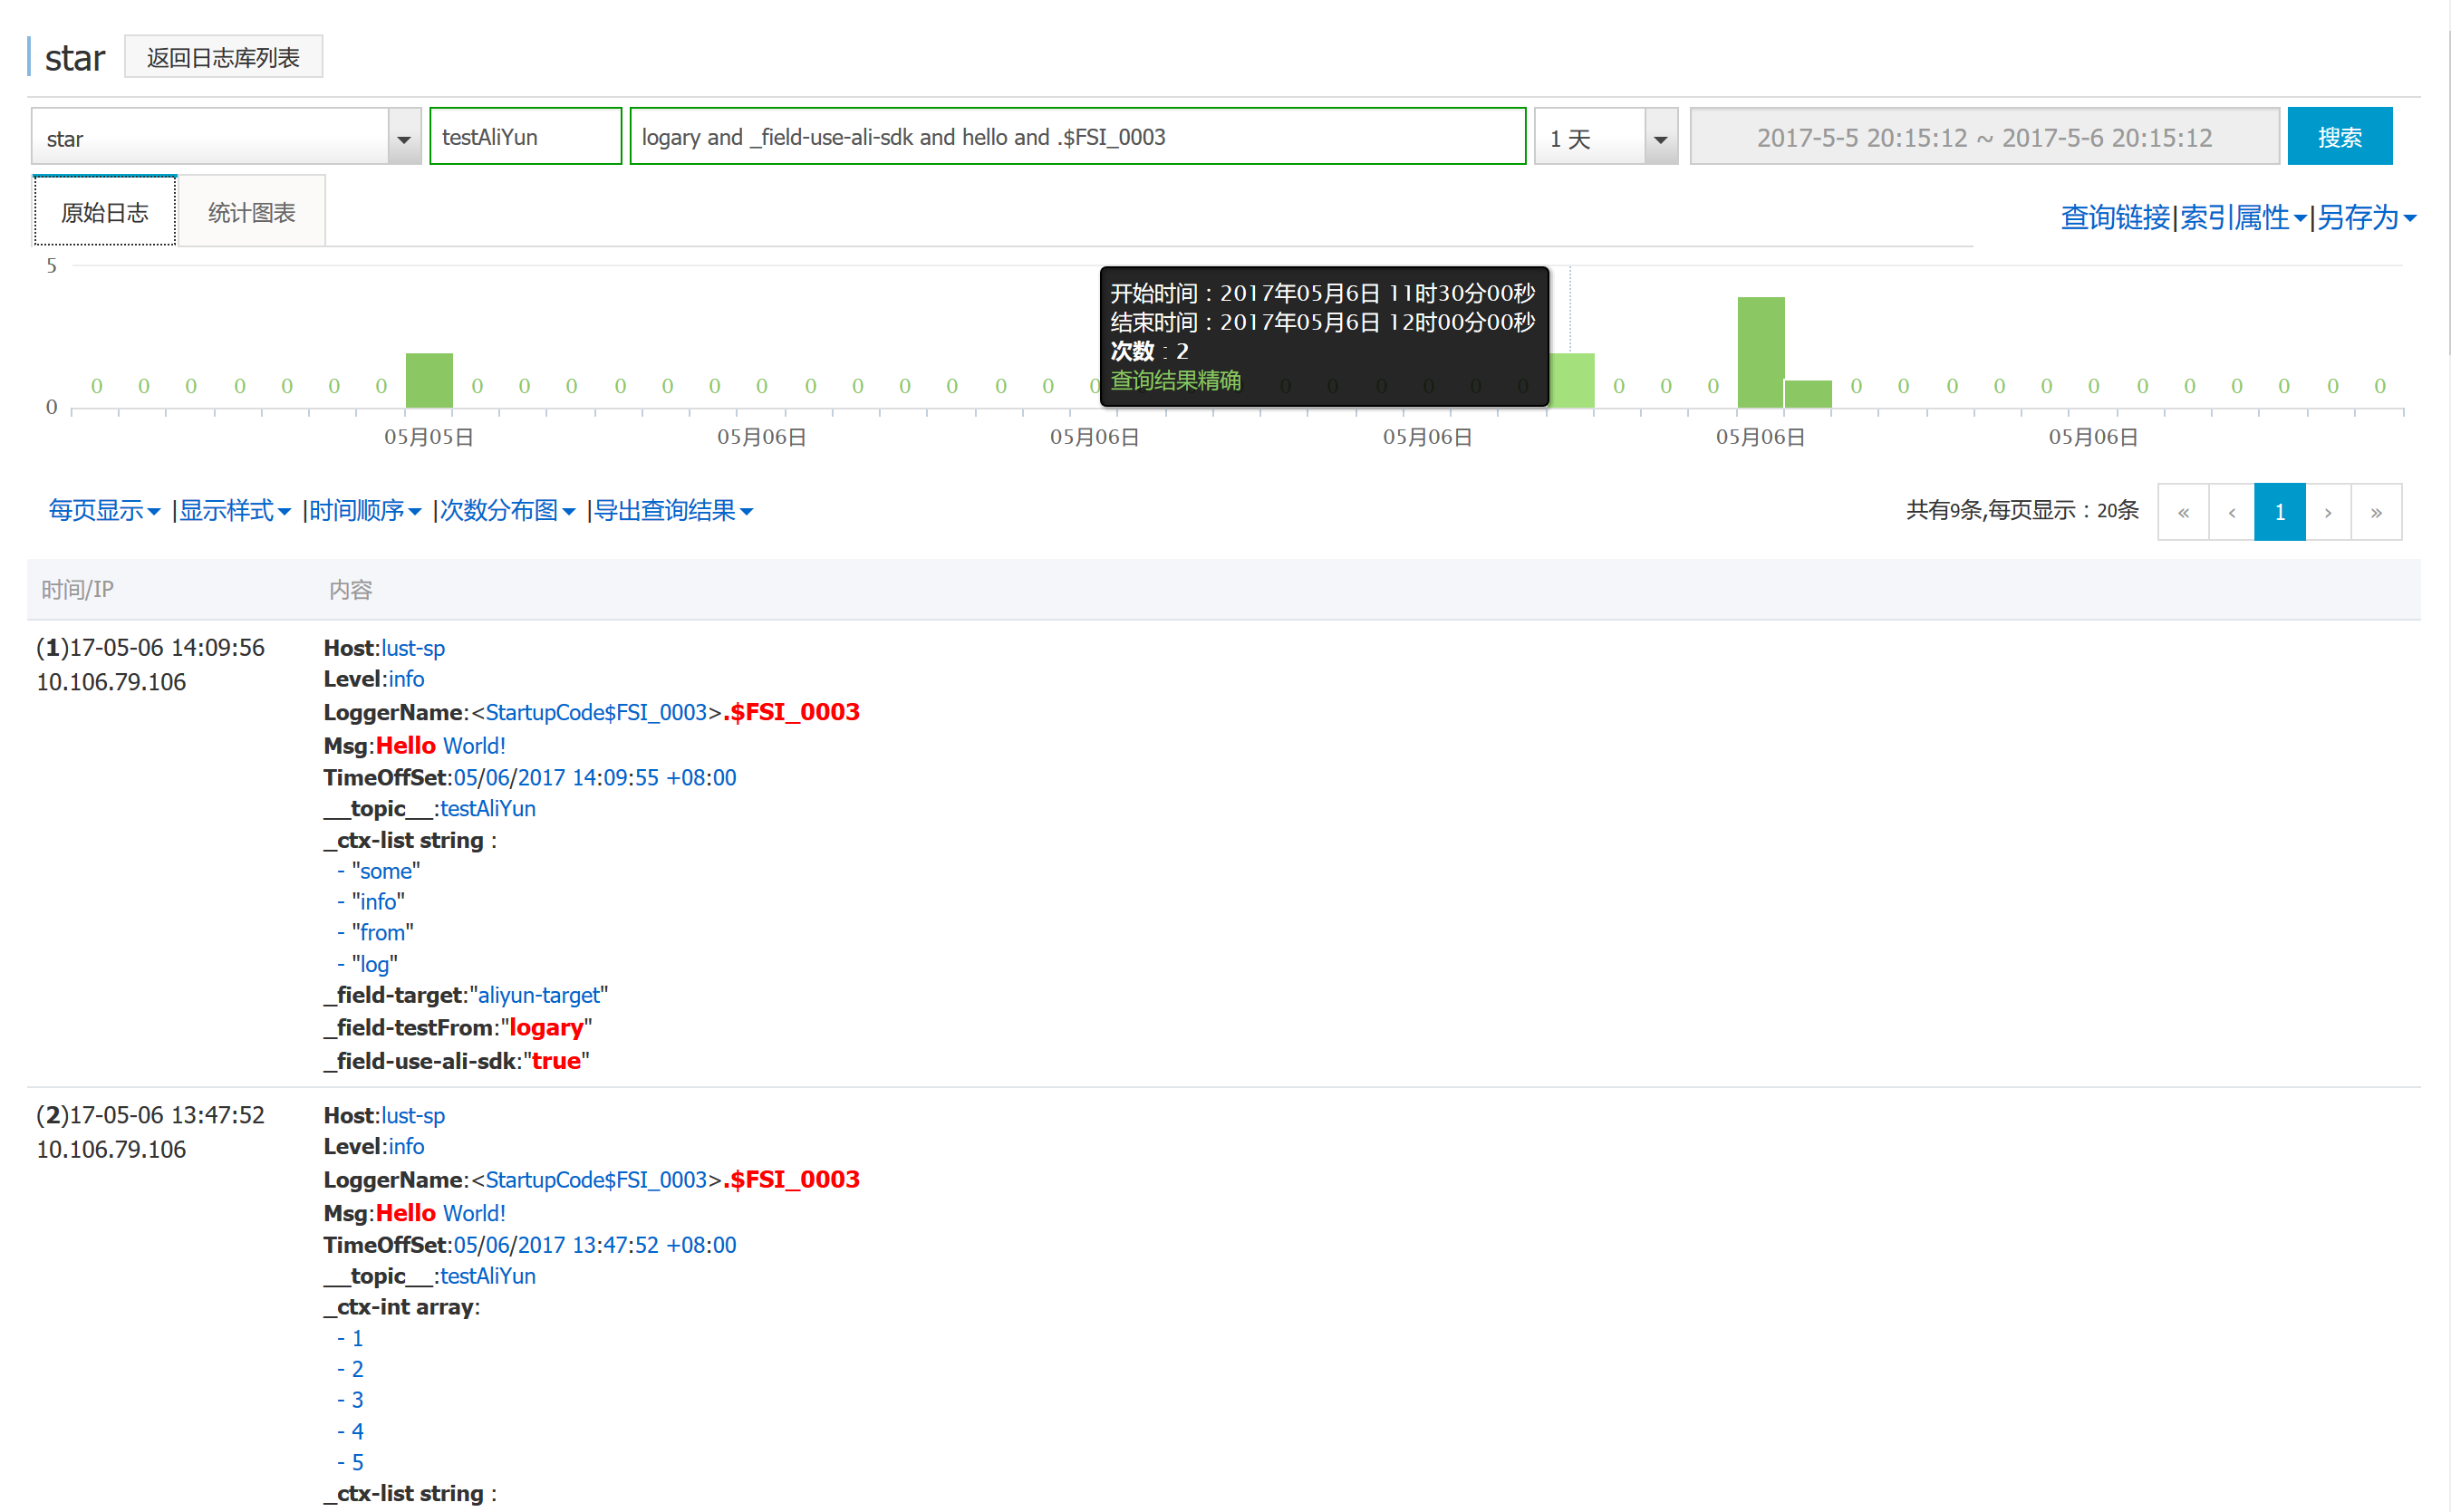 star 返回日志库列表
star testAliYun logary and _field-use-ali-sdk and hello and .$FSI_0003 1 天 2017-5-5 20:15:12 ~ 2017-5-6 20:15:12 搜索
原始日志 统计图表 查询链接|索引属性|另存为
5
开始时间：2017年05月6日 11时30分00秒
结束时间：2017年05月6日 12时00分00秒
次数：2
查询结果精确
0 0 0 0 0 0 0 0 0 0 0 0 0 0 0 0 0 0 0 0 0 0 0 0 0 0 0 0 0 0 0 0 0 0 0 0 0 0 0 0 0 0 0 0
0
05月05日 05月06日 05月06日 05月06日 05月06日 05月06日
每页显示 |显示样式 |时间顺序 |次数分布图 |导出查询结果 共有9条,每页显示：20条 « ‹ 1 › »
时间/IP 内容
(1)17-05-06 14:09:56
10.106.79.106
Host:lust-sp
Level:info
LoggerName:<StartupCode$FSI_0003>.$FSI_0003
Msg:Hello World!
TimeOffSet:05/06/2017 14:09:55 +08:00
__topic__:testAliYun
_ctx-list string :
- "some"
- "info"
- "from"
- "log"
_field-target:"aliyun-target"
_field-testFrom:"logary"
_field-use-ali-sdk:"true"
(2)17-05-06 13:47:52
10.106.79.106
Host:lust-sp
Level:info
LoggerName:<StartupCode$FSI_0003>.$FSI_0003
Msg:Hello World!
TimeOffSet:05/06/2017 13:47:52 +08:00
__topic__:testAliYun
_ctx-int array:
- 1
- 2
- 3
- 4
- 5
_ctx-list string :